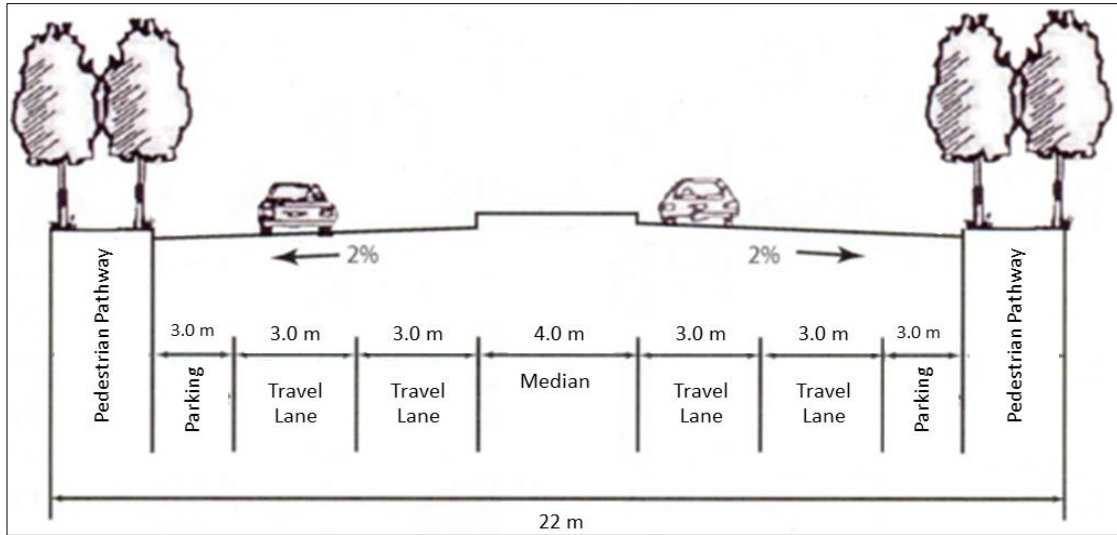 2%
2%
Pedestrian Pathway
3.0 m
3.0 m
3.0 m
4.0 m
3.0 m
3.0 m
3.0 m
Pedestrian Pathway
Parking
Travel
Lane
Travel
Lane
Median
Travel
Lane
Travel
Lane
Parking
22 m